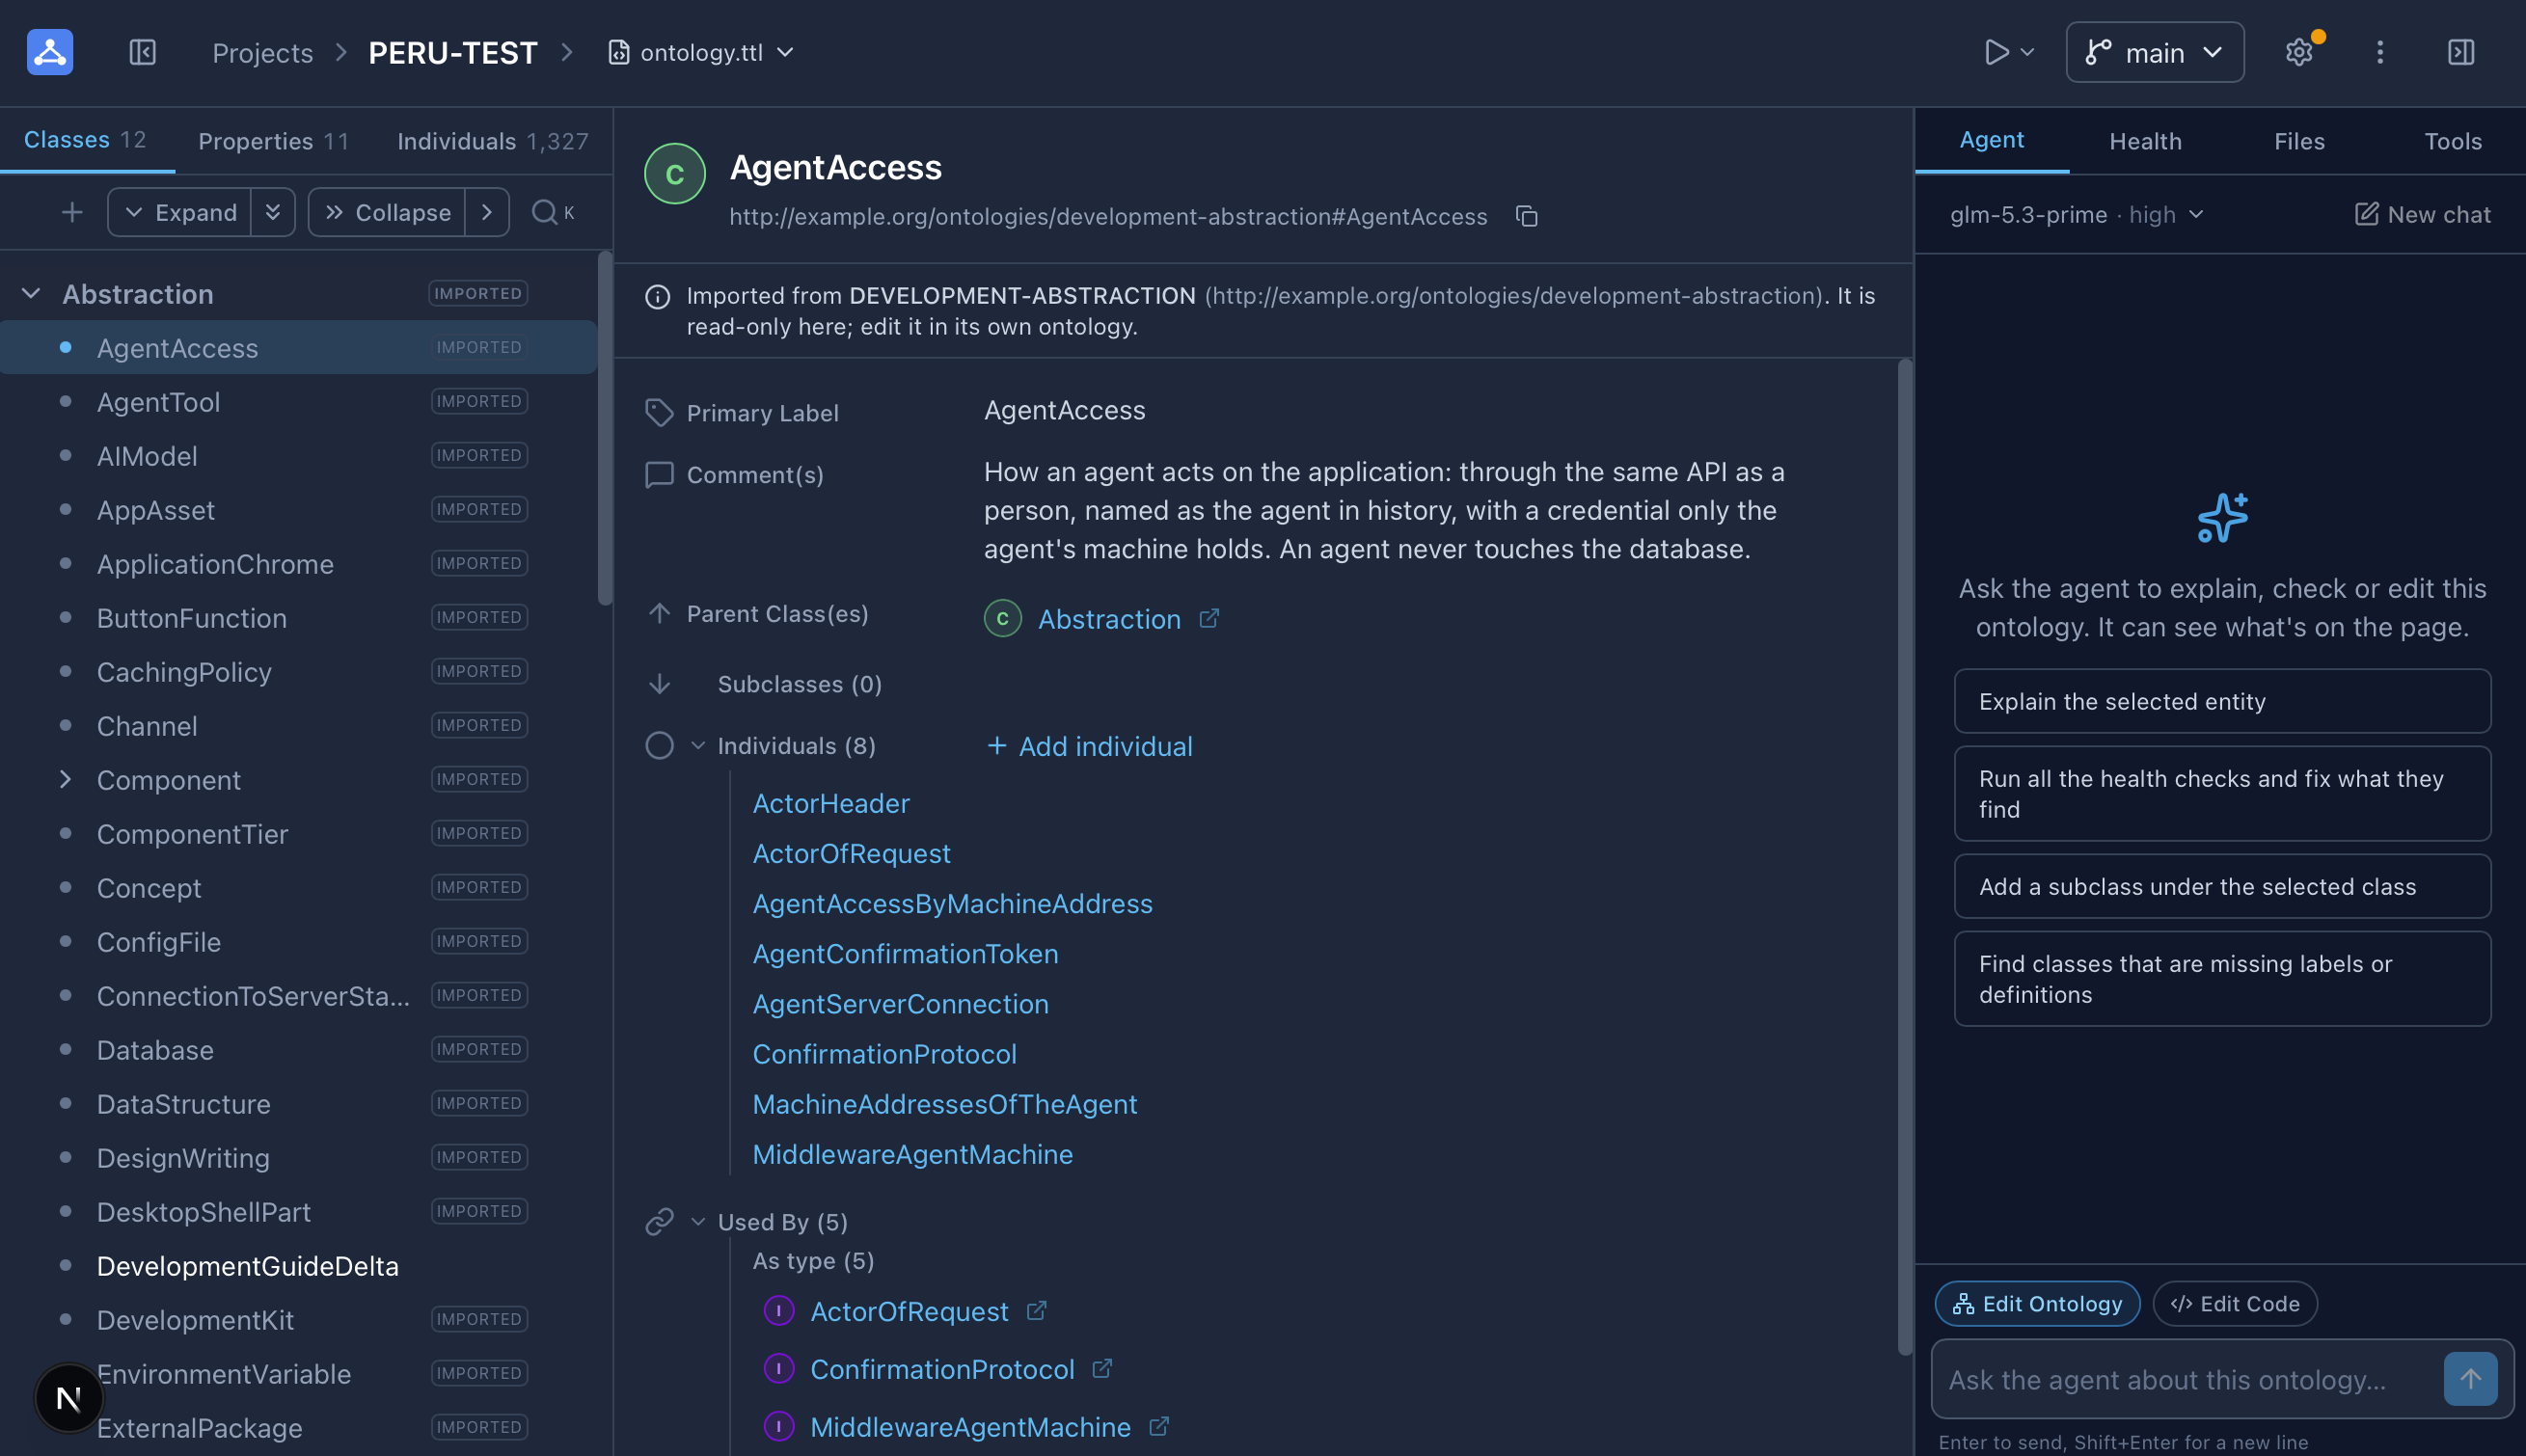 Projects > PERU-TEST > ontology.ttl
main
Classes 12 Properties 11 Individuals 1,327
Expand Collapse K
Abstraction IMPORTED
AgentAccess IMPORTED
AgentTool IMPORTED
AIModel IMPORTED
AppAsset IMPORTED
ApplicationChrome IMPORTED
ButtonFunction IMPORTED
CachingPolicy IMPORTED
Channel IMPORTED
Component IMPORTED
ComponentTier IMPORTED
Concept IMPORTED
ConfigFile IMPORTED
ConnectionToServerSta... IMPORTED
Database IMPORTED
DataStructure IMPORTED
DesignWriting IMPORTED
DesktopShellPart IMPORTED
DevelopmentGuideDelta
DevelopmentKit IMPORTED
EnvironmentVariable IMPORTED
ExternalPackage IMPORTED
N
C
AgentAccess
http://example.org/ontologies/development-abstraction#AgentAccess
Imported from DEVELOPMENT-ABSTRACTION (http://example.org/ontologies/development-abstraction). It is
read-only here; edit it in its own ontology.
Primary Label AgentAccess
Comment(s) How an agent acts on the application: through the same API as a
person, named as the agent in history, with a credential only the
agent's machine holds. An agent never touches the database.
Parent Class(es) C Abstraction
Subclasses (0)
Individuals (8) + Add individual
ActorHeader
ActorOfRequest
AgentAccessByMachineAddress
AgentConfirmationToken
AgentServerConnection
ConfirmationProtocol
MachineAddressesOfTheAgent
MiddlewareAgentMachine
Used By (5)
As type (5)
I ActorOfRequest
I ConfirmationProtocol
I MiddlewareAgentMachine
Agent Health Files Tools
glm-5.3-prime · high New chat
Ask the agent to explain, check or edit this
ontology. It can see what's on the page.
Explain the selected entity
Run all the health checks and fix what they
find
Add a subclass under the selected class
Find classes that are missing labels or
definitions
Edit Ontology </> Edit Code
Ask the agent about this ontology...
Enter to send, Shift+Enter for a new line